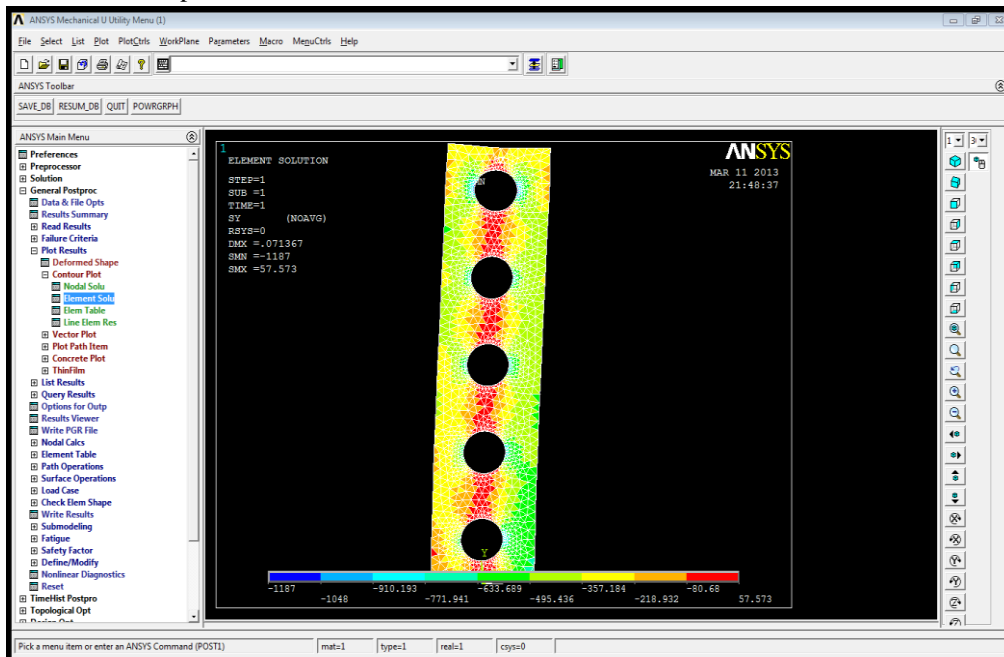 ANSYS Mechanical U Utility Menu (1)
File Select List Plot PlotCtrls WorkPlane Parameters Macro MenuCtrls Help
ANSYS Toolbar
SAVE_DB RESUM_DB QUIT POWRGRPH
ANSYS Main Menu
Preferences
Preprocessor
Solution
General Postproc
Data & File Opts
Results Summary
Read Results
Failure Criteria
Plot Results
Deformed Shape
Contour Plot
Nodal Solu
Element Solu
Elem Table
Line Elem Res
Vector Plot
Plot Path Item
Concrete Plot
ThinFilm
List Results
Query Results
Options for Outp
Results Viewer
Write PGR File
Nodal Calcs
Element Table
Path Operations
Surface Operations
Load Case
Check Elem Shape
Write Results
Submodeling
Fatigue
Safety Factor
Define/Modify
Nonlinear Diagnostics
Reset
TimeHist Postpro
Topological Opt
1
ELEMENT SOLUTION
STEP=1
SUB =1
TIME=1
SY (NOAVG)
RSYS=0
DMX =.071367
SMN =-1187
SMX =57.573
ANSYS
MAR 11 2013
21:48:37
N
Y
-1187 -910.193 -633.689 -357.184 -80.68
-1048 -771.941 -495.436 -218.932 57.573
1
Pick a menu item or enter an ANSYS Command (POST1) mat=1 type=1 real=1 csys=0